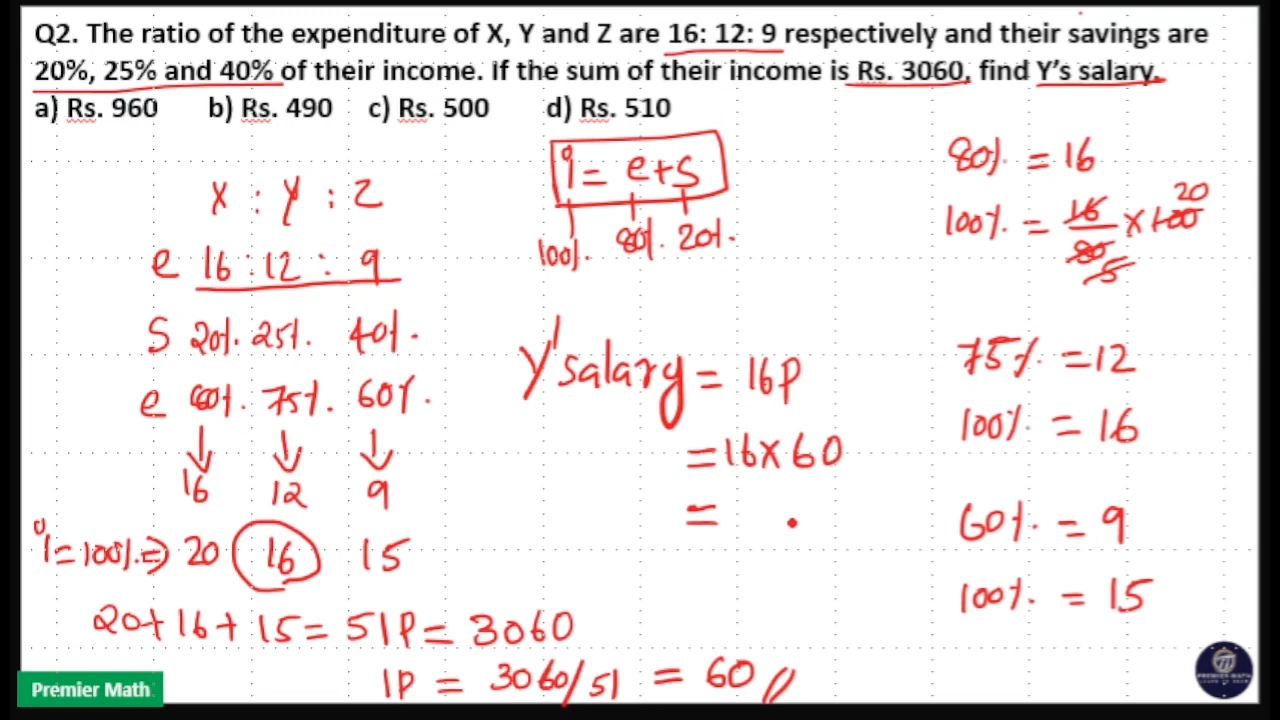 Q2. The ratio of the expenditure of X, Y and Z are 16: 12: 9 respectively and their savings are
20%, 25% and 40% of their income. If the sum of their income is Rs. 3060, find Y's salary.
a) Rs. 960 b) Rs. 490 c) Rs. 500 d) Rs. 510
X : Y : Z
e 16 : 12 : 9
S 20%. 25%. 40%.
e 80%. 75%. 60%.
16 12 9
i = 100%. => 20 16 15
20 + 16 + 15 = 51P = 3060
1P = 3060/51 = 60//
i = e + s
100%. 80%. 20%.
Y'salary = 16P
= 16 X 60
= .
80%. = 16
100%. = 16/80 X 100 20
5
75% = 12
100%. = 16
60%. = 9
100%. = 15
Premier Math
PREMIER MATH